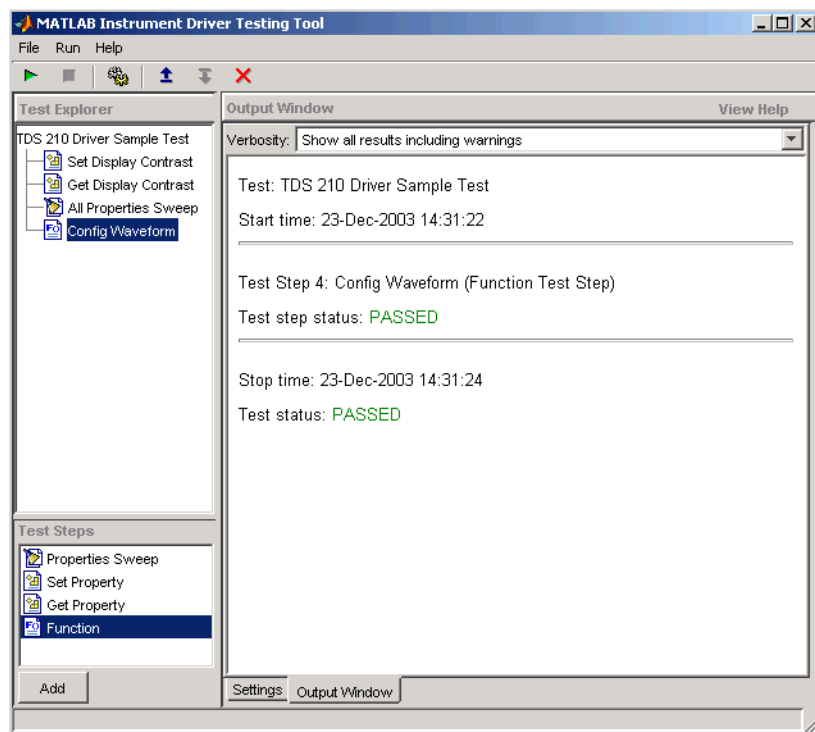 MATLAB Instrument Driver Testing Tool
File Run Help
Test Explorer
TDS 210 Driver Sample Test
Set Display Contrast
Get Display Contrast
All Properties Sweep
Config Waveform
Test Steps
Properties Sweep
Set Property
Get Property
Function
Add
Output Window View Help
Verbosity: Show all results including warnings
Test: TDS 210 Driver Sample Test
Start time: 23-Dec-2003 14:31:22
Test Step 4: Config Waveform (Function Test Step)
Test step status: PASSED
Stop time: 23-Dec-2003 14:31:24
Test status: PASSED
Settings Output Window